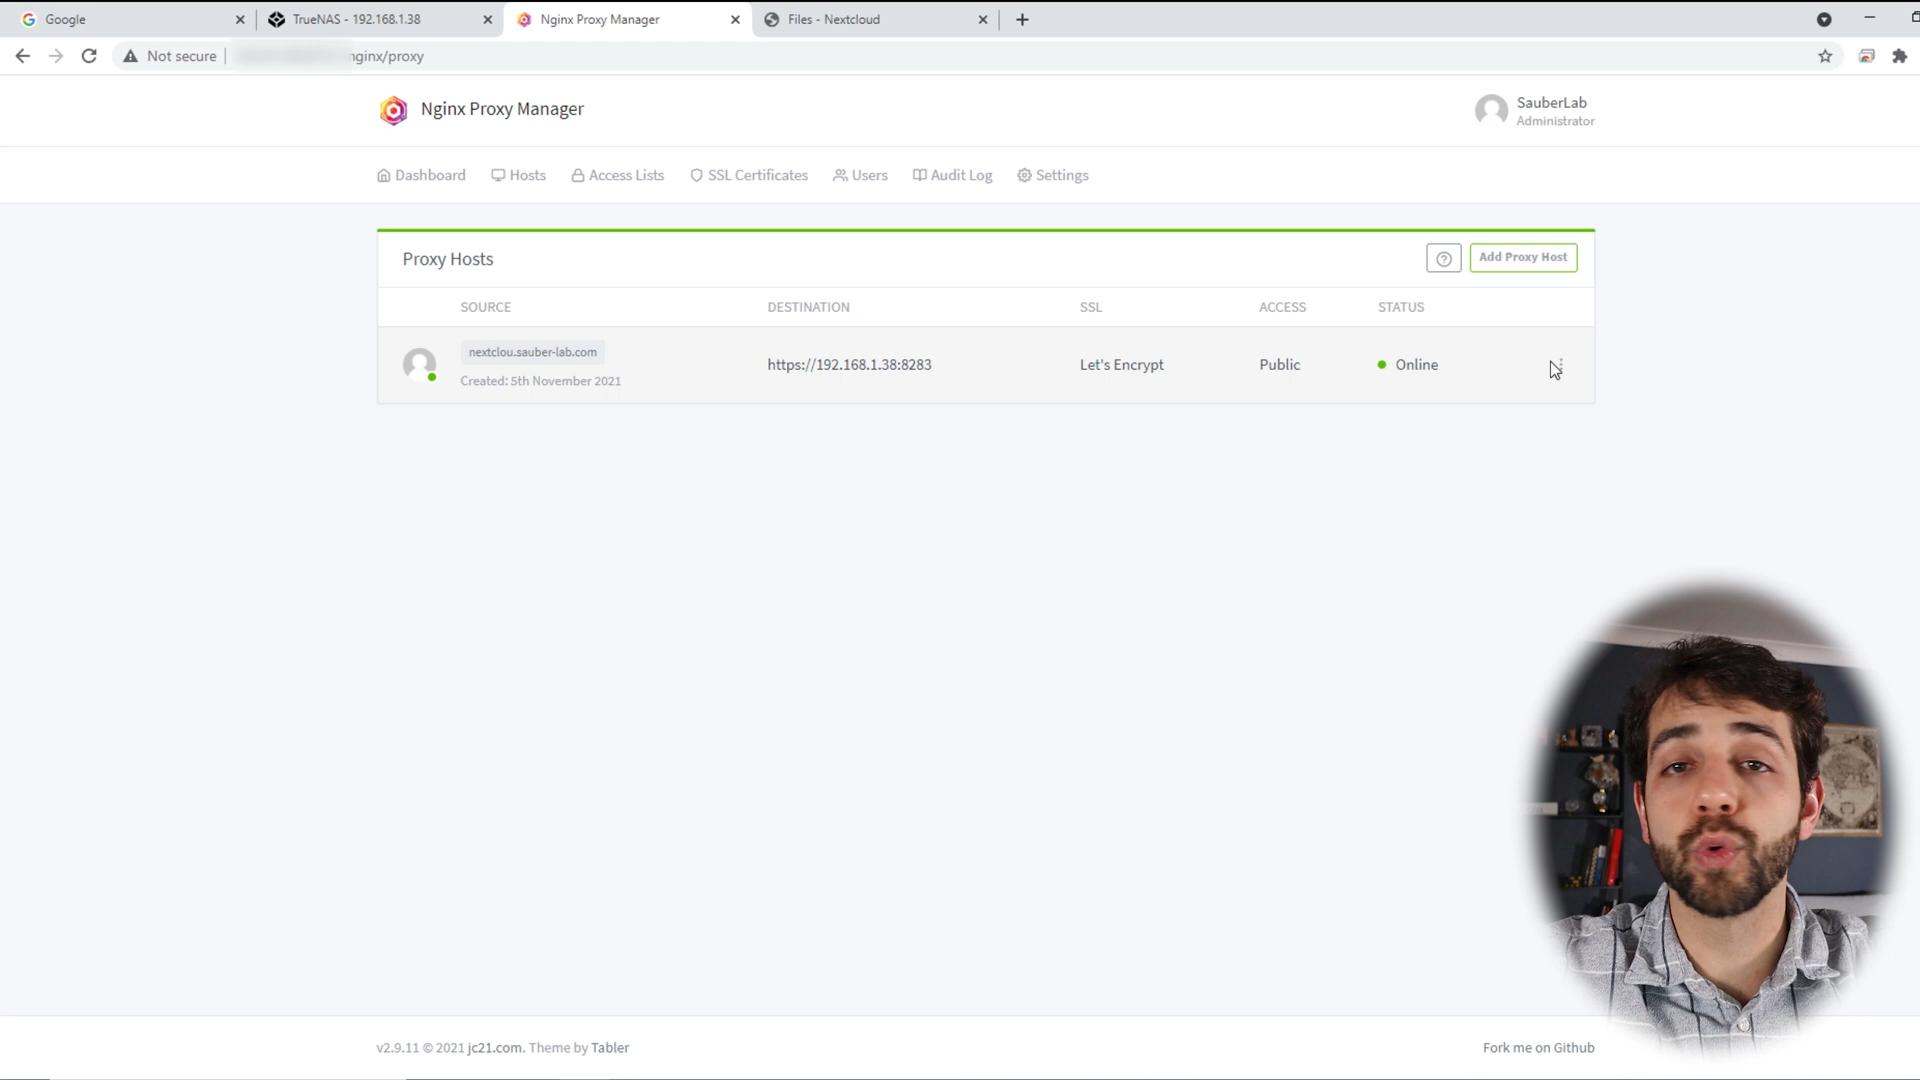 Google
TrueNAS - 192.168.1.38
Nginx Proxy Manager
Files - Nextcloud
Not secure
nginx/proxy
Nginx Proxy Manager
SauberLab
Administrator
Dashboard
Hosts
Access Lists
SSL Certificates
Users
Audit Log
Settings
Proxy Hosts
Add Proxy Host
SOURCE
DESTINATION
SSL
ACCESS
STATUS
nextclou.sauber-lab.com
Created: 5th November 2021
https://192.168.1.38:8283
Let's Encrypt
Public
Online
v2.9.11 © 2021 jc21.com. Theme by Tabler
Fork me on Github